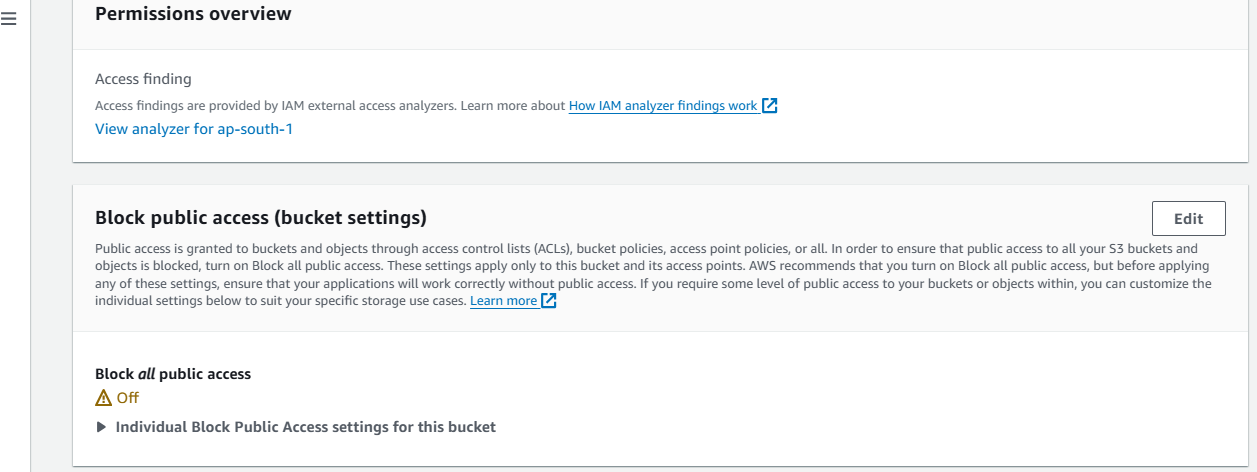 Permissions overview
Access finding
Access findings are provided by IAM external access analyzers. Learn more about How IAM analyzer findings work
View analyzer for ap-south-1
Block public access (bucket settings)
Edit
Public access is granted to buckets and objects through access control lists (ACLs), bucket policies, access point policies, or all. In order to ensure that public access to all your S3 buckets and
objects is blocked, turn on Block all public access. These settings apply only to this bucket and its access points. AWS recommends that you turn on Block all public access, but before applying
any of these settings, ensure that your applications will work correctly without public access. If you require some level of public access to your buckets or objects within, you can customize the
individual settings below to suit your specific storage use cases. Learn more
Block all public access
Off
Individual Block Public Access settings for this bucket